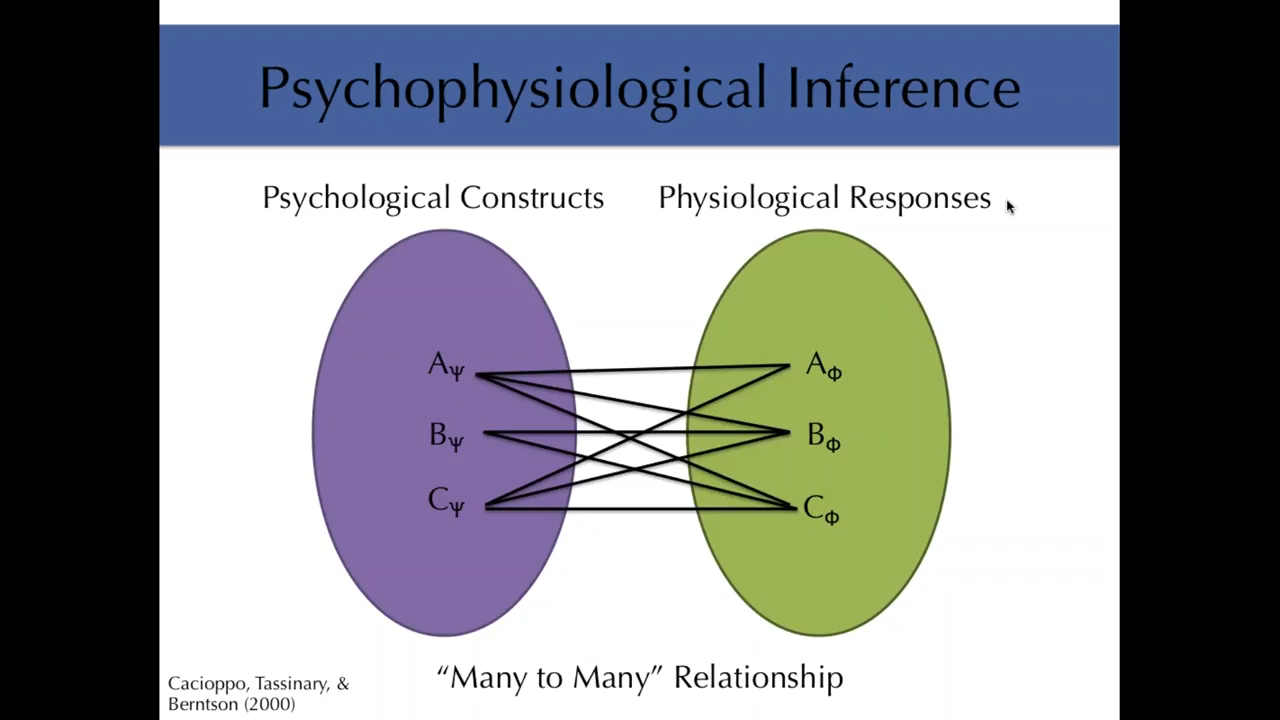 Psychophysiological Inference
Psychological Constructs
Physiological Responses
AΨ
AΦ
BΨ
BΦ
CΨ
CΦ
"Many to Many" Relationship
Cacioppo, Tassinary, &
Berntson (2000)